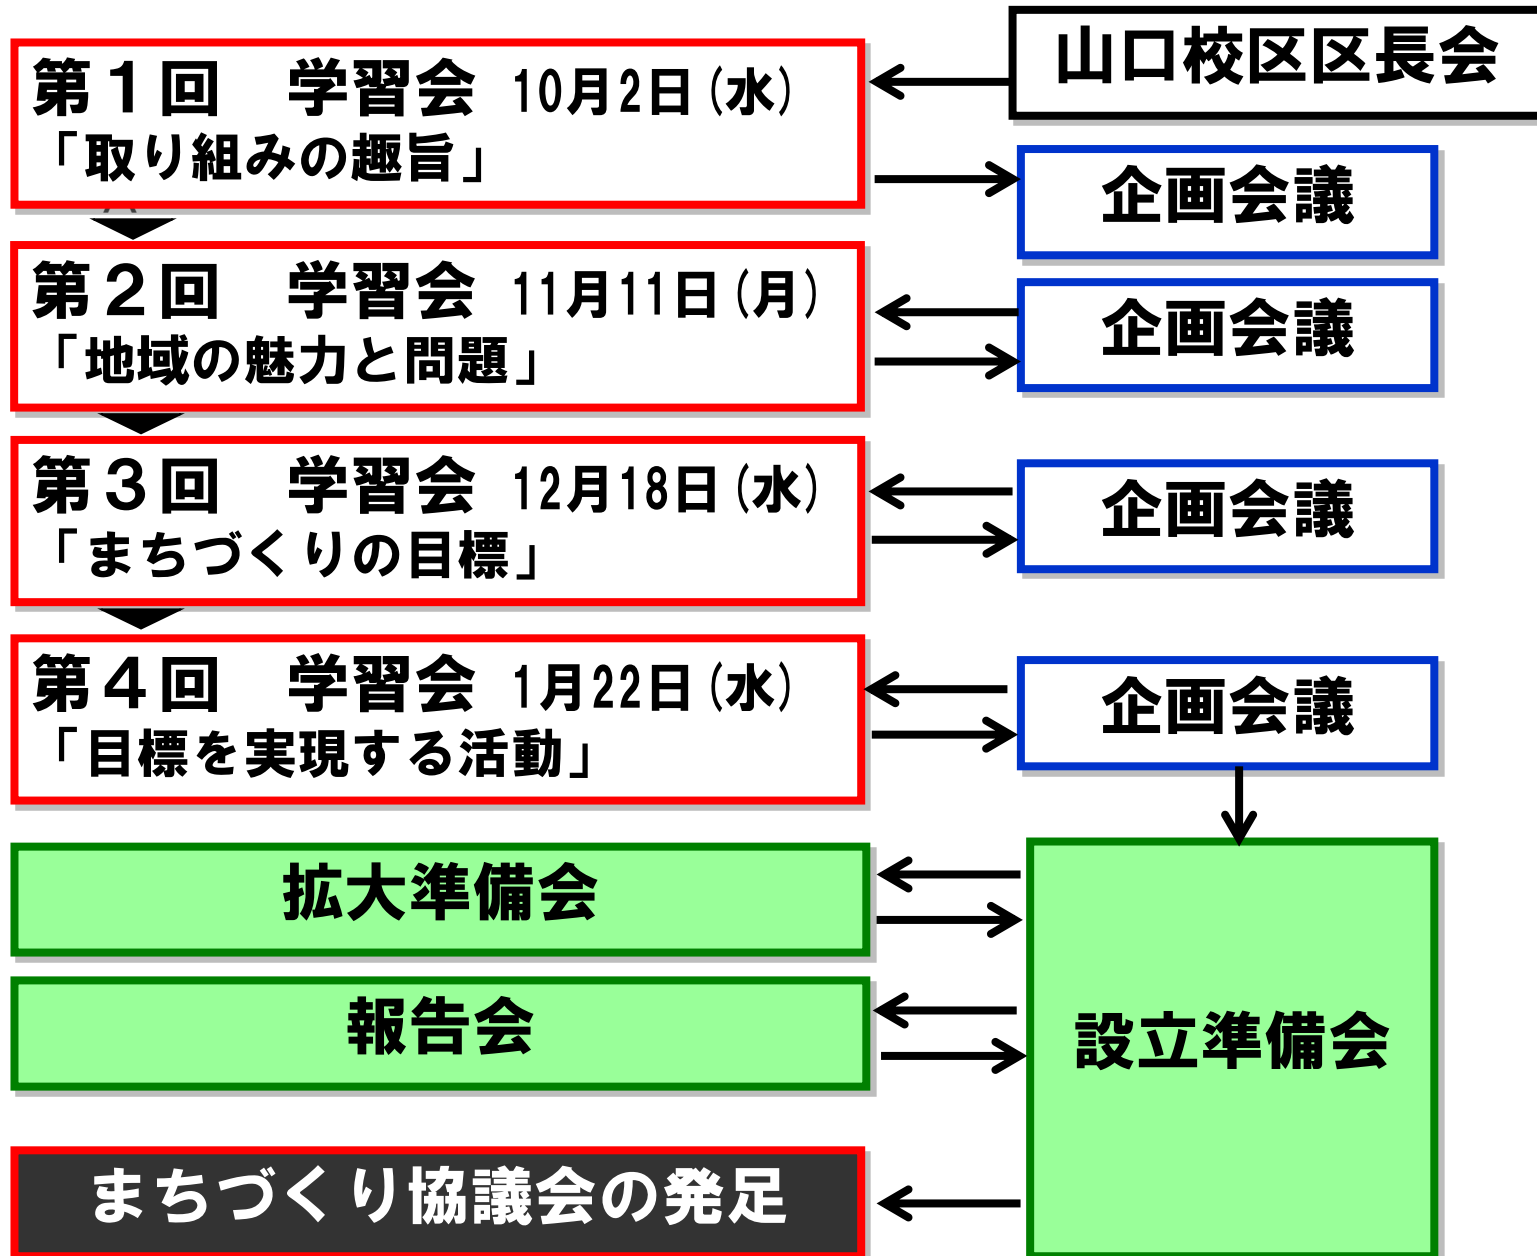 山口校区区長会
第１回　学習会 10月2日(水)
「取り組みの趣旨」
企画会議
第２回　学習会 11月11日(月)
「地域の魅力と問題」
企画会議
第３回　学習会 12月18日(水)
「まちづくりの目標」
企画会議
第４回　学習会 1月22日(水)
「目標を実現する活動」
企画会議
拡大準備会
報告会
設立準備会
まちづくり協議会の発足